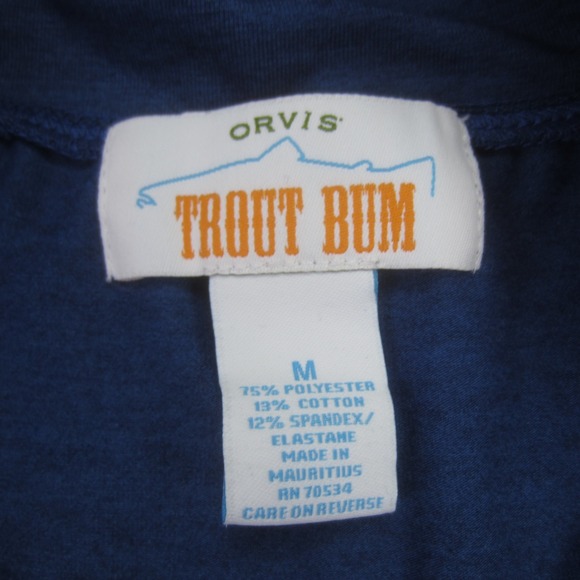 ORVIS
TROUT BUM
M
75% POLYESTER
13% COTTON
12% SPANDEX/
ELASTANE
MADE IN
MAURITIUS
RN 70534
CARE ON REVERSE